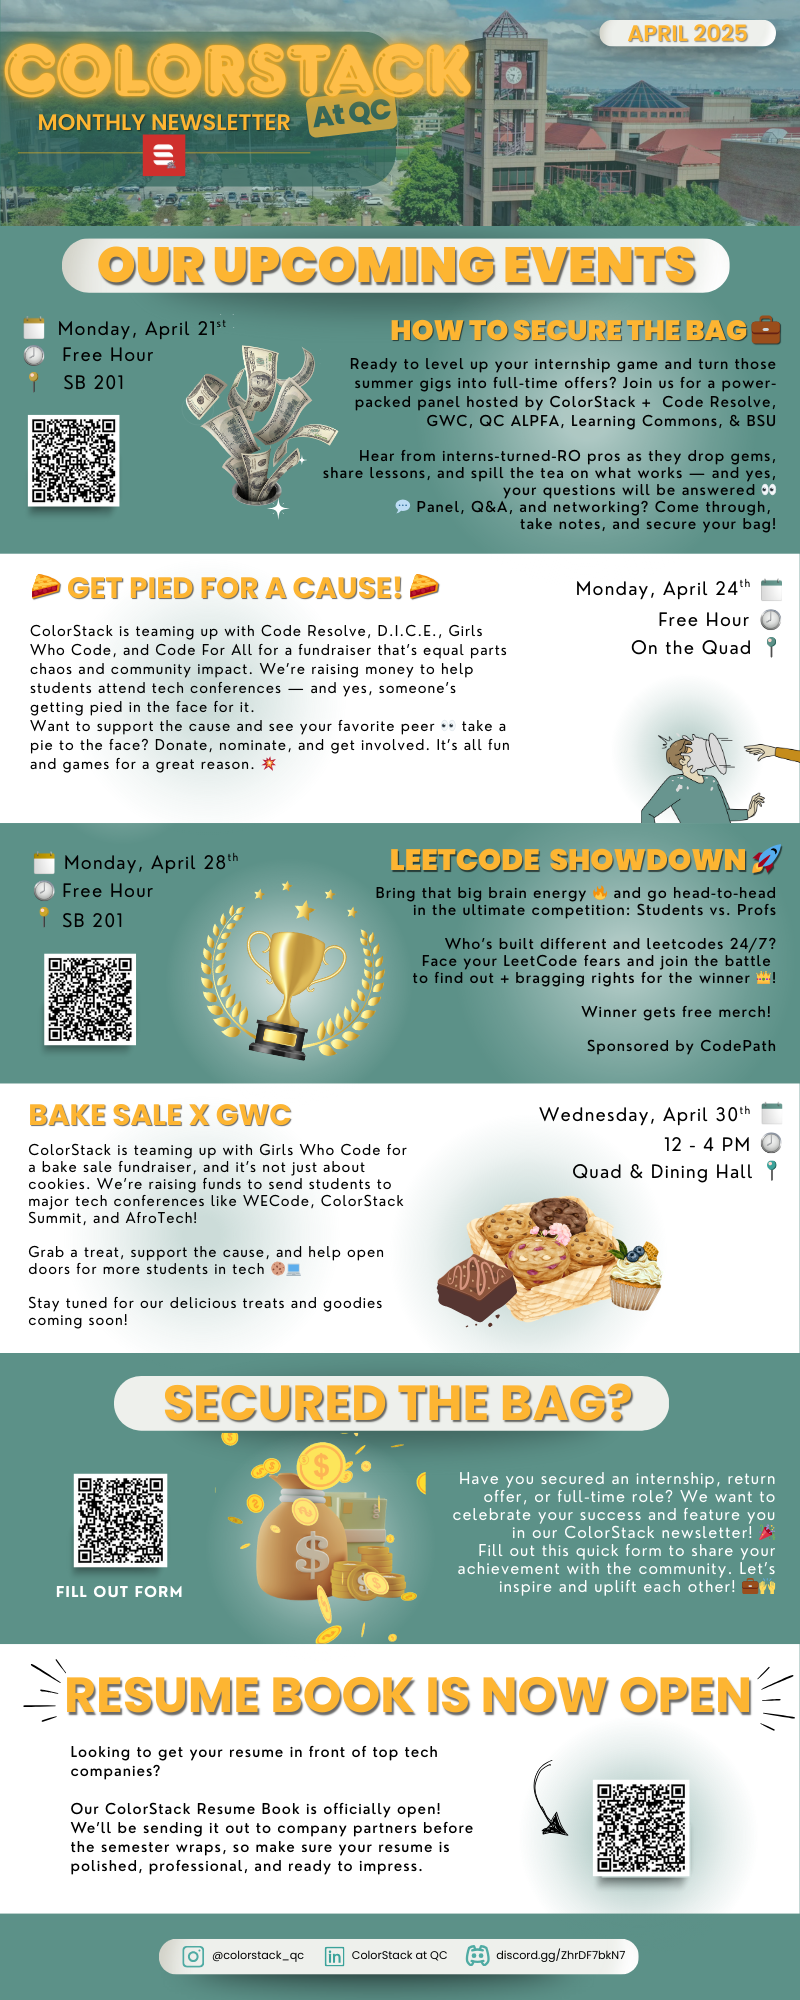 APRIL 2025
COLORSTACK
At QC
MONTHLY NEWSLETTER
OUR UPCOMING EVENTS
Monday, April 21st
Free Hour
SB 201
HOW TO SECURE THE BAG💼
Ready to level up your internship game and turn those
summer gigs into full-time offers? Join us for a power-
packed panel hosted by ColorStack + Code Resolve,
GWC, QC ALPFA, Learning Commons, & BSU
Hear from interns-turned-RO pros as they drop gems,
share lessons, and spill the tea on what works — and yes,
your questions will be answered 👀
💬 Panel, Q&A, and networking? Come through,
take notes, and secure your bag!
🥧 GET PIED FOR A CAUSE! 🥧
ColorStack is teaming up with Code Resolve, D.I.C.E., Girls
Who Code, and Code For All for a fundraiser that's equal parts
chaos and community impact. We're raising money to help
students attend tech conferences — and yes, someone's
getting pied in the face for it.
Want to support the cause and see your favorite peer 👀 take a
pie to the face? Donate, nominate, and get involved. It's all fun
and games for a great reason. 💥
Monday, April 24th
Free Hour
On the Quad
Monday, April 28th
Free Hour
SB 201
LEETCODE SHOWDOWN🚀
Bring that big brain energy 🔥 and go head-to-head
in the ultimate competition: Students vs. Profs
Who's built different and leetcodes 24/7?
Face your LeetCode fears and join the battle
to find out + bragging rights for the winner 👑!
Winner gets free merch!
Sponsored by CodePath
BAKE SALE X GWC
ColorStack is teaming up with Girls Who Code for
a bake sale fundraiser, and it's not just about
cookies. We're raising funds to send students to
major tech conferences like WECode, ColorStack
Summit, and AfroTech!
Grab a treat, support the cause, and help open
doors for more students in tech 🍪💻
Stay tuned for our delicious treats and goodies
coming soon!
Wednesday, April 30th
12 - 4 PM
Quad & Dining Hall
SECURED THE BAG?
FILL OUT FORM
Have you secured an internship, return
offer, or full-time role? We want to
celebrate your success and feature you
in our ColorStack newsletter! 🎉
Fill out this quick form to share your
achievement with the community. Let's
inspire and uplift each other! 💼🙌
RESUME BOOK IS NOW OPEN
Looking to get your resume in front of top tech
companies?
Our ColorStack Resume Book is officially open!
We'll be sending it out to company partners before
the semester wraps, so make sure your resume is
polished, professional, and ready to impress.
@colorstack_qc
ColorStack at QC
discord.gg/ZhrDF7bkN7